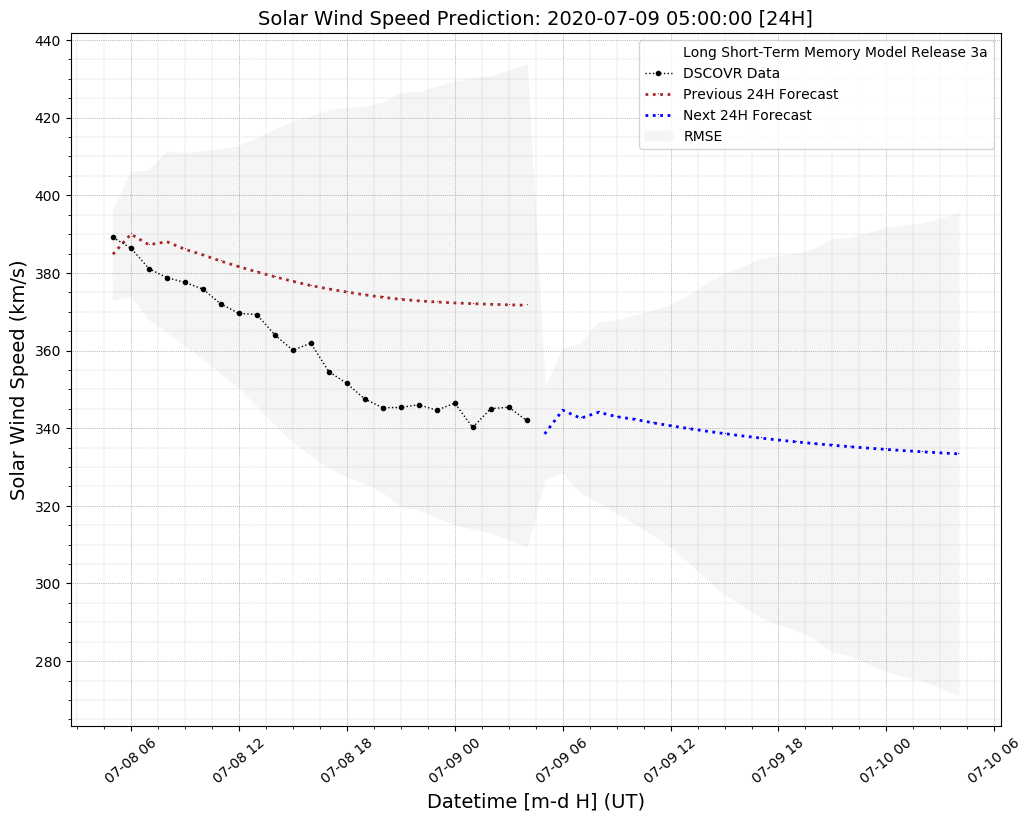 Solar Wind Speed Prediction: 2020-07-09 05:00:00 [24H]
Long Short-Term Memory Model Release 3a
DSCOVR Data
Previous 24H Forecast
Next 24H Forecast
RMSE
Solar Wind Speed (km/s)
440
420
400
380
360
340
320
300
280
07-08 06
07-08 12
07-08 18
07-09 00
07-09 06
07-09 12
07-09 18
07-10 00
07-10 06
Datetime [m-d H] (UT)